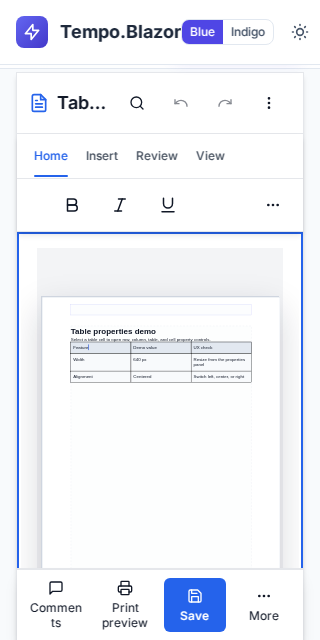 Tempo.Blazor
Blue Indigo
Tab...
Home Insert Review View
B I U
Table properties demo
Select a table cell to open row, column, table, and cell property controls.
Feature Demo value UX check
Width 640 px Resize from the properties
panel
Alignment Centered Switch left, center, or right
Commen
ts
Print
preview
Save
More